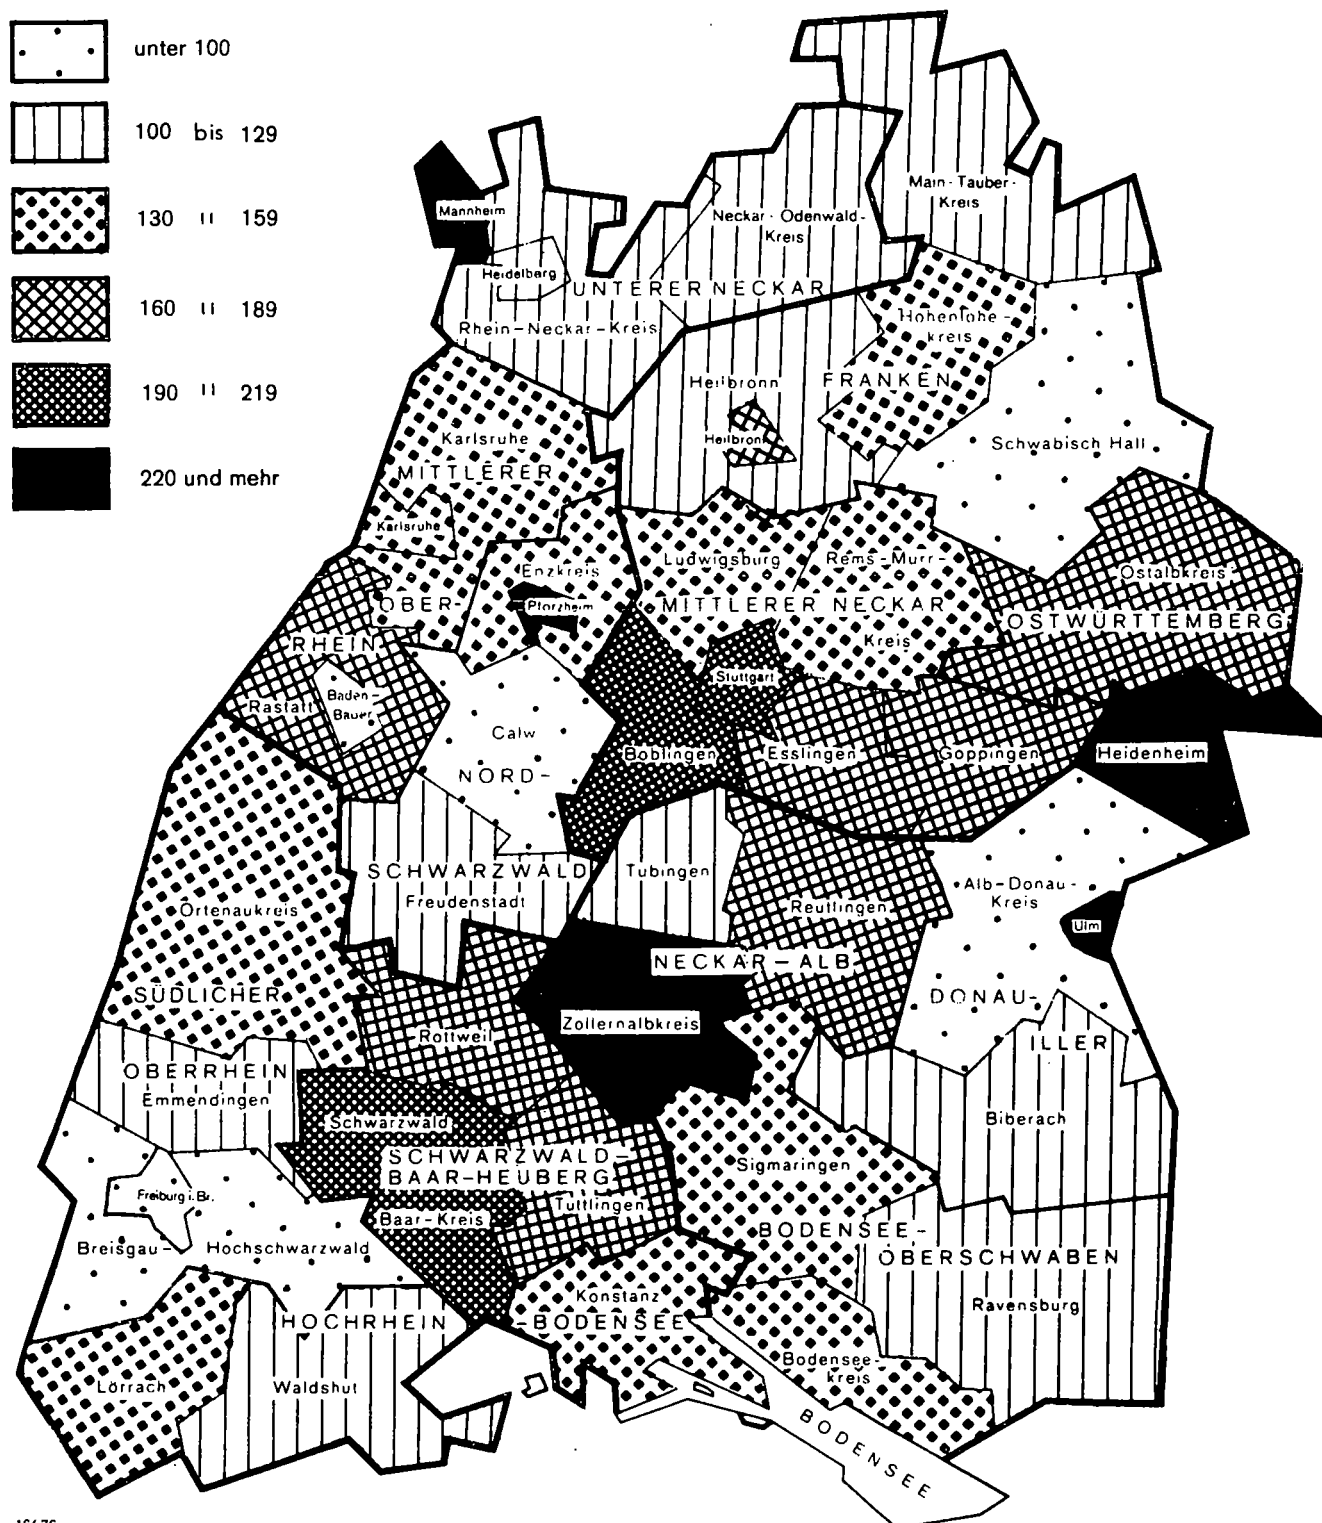 unter 100
100 bis 129
130 " 159
160 " 189
190 " 219
220 und mehr
Main-Tauber-
Kreis
Mannheim
Neckar-Odenwald-
Kreis
Heidelberg
UNTERER NECKAR
Rhein-Neckar-Kreis
Hohenlohe-
kreis
Heilbronn
FRANKEN
Heilbronn
Karlsruhe
Schwabisch Hall
MITTLERER
Karlsruhe
Enzkreis
Ludwigsburg
Rems-Murr-
Ostalbkreis
OBER-
Pforzheim
MITTLERER NECKAR
Kreis
OSTWÜRTTEMBERG
RHEIN
Stuttgart
Rastatt
Baden-
Baden
Calw
Boblingen
Esslingen
Goppingen
Heidenheim
NORD-
SCHWARZWALD
Freudenstadt
Tubingen
Alb-Donau-
Kreis
Ortenaukreis
Reutlingen
Ulm
NECKAR-ALB
SÜDLICHER
DONAU-
Rottweil
Zollernalbkreis
ILLER
OBERRHEIN
Emmendingen
Schwarzwald
Biberach
SCHWARZWALD-
BAAR-HEUBERG
Sigmaringen
Freiburg i. Br.
Tuttlingen
Baar-Kreis
BODENSEE-
OBERSCHWABEN
Breisgau-
Hochschwarzwald
Konstanz
Ravensburg
HOCHRHEIN
-BODENSEE
Lörrach
Waldshut
Bodensee-
kreis
BODENSEE